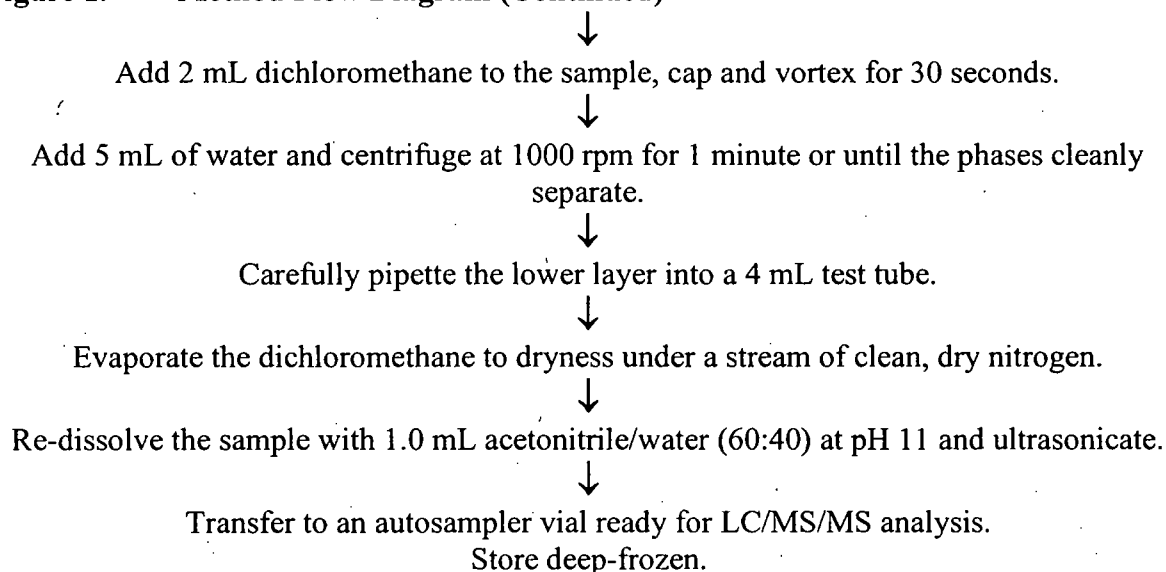 ↓
Add 2 mL dichloromethane to the sample, cap and vortex for 30 seconds.
↓
Add 5 mL of water and centrifuge at 1000 rpm for 1 minute or until the phases cleanly
separate.
↓
Carefully pipette the lower layer into a 4 mL test tube.
↓
Evaporate the dichloromethane to dryness under a stream of clean, dry nitrogen.
↓
Re-dissolve the sample with 1.0 mL acetonitrile/water (60:40) at pH 11 and ultrasonicate.
↓
Transfer to an autosampler vial ready for LC/MS/MS analysis.
Store deep-frozen.